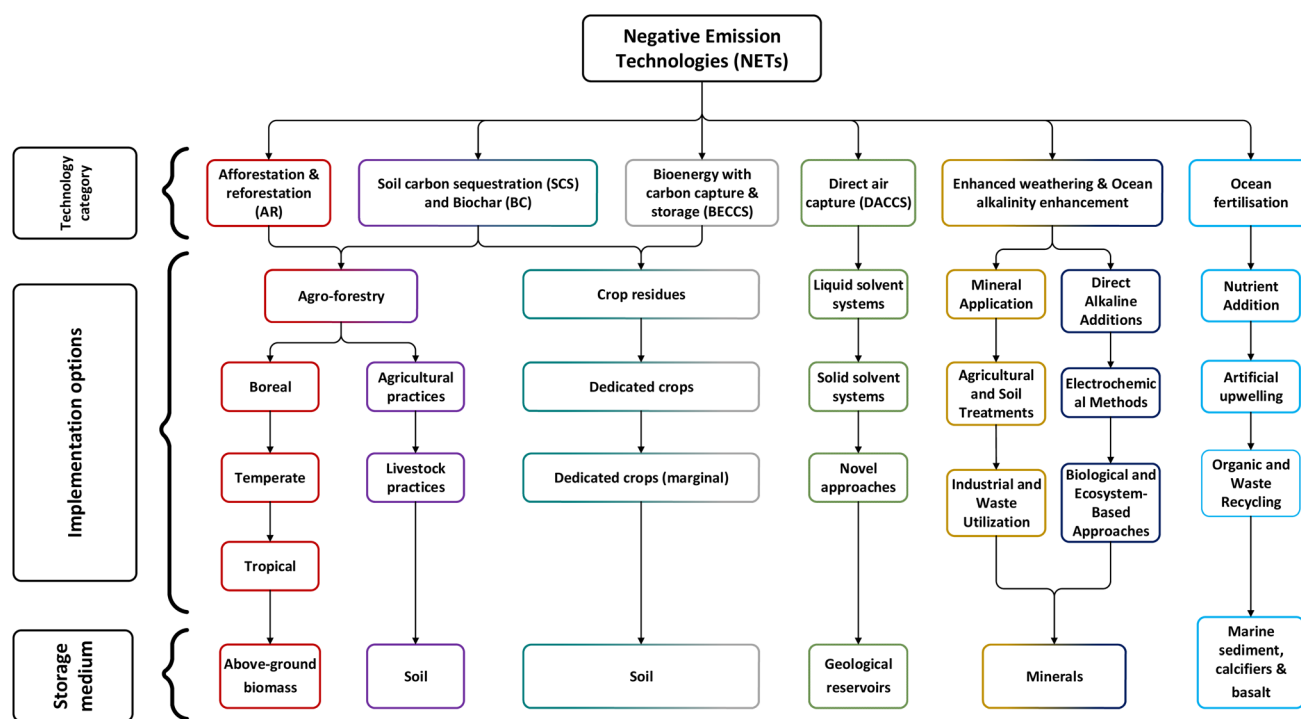 Negative Emission
Technologies (NETs)
Technology
category
Afforestation &
reforestation
(AR)
Soil carbon sequestration (SCS)
and Biochar (BC)
Bioenergy with
carbon capture &
storage (BECCS)
Direct air
capture (DACCS)
Enhanced weathering & Ocean
alkalinity enhancement
Ocean
fertilisation
Implementation options
Agro-forestry
Crop residues
Liquid solvent
systems
Mineral
Application
Direct
Alkaline
Additions
Nutrient
Addition
Boreal
Agricultural
practices
Dedicated crops
Solid solvent
systems
Agricultural
and Soil
Treatments
Electrochemic
al Methods
Artificial
upwelling
Temperate
Livestock
practices
Dedicated crops (marginal)
Novel
approaches
Industrial and
Waste
Utilization
Biological and
Ecosystem-
Based
Approaches
Organic and
Waste
Recycling
Tropical
Storage
medium
Above-ground
biomass
Soil
Soil
Geological
reservoirs
Minerals
Marine
sediment,
calcifiers &
basalt